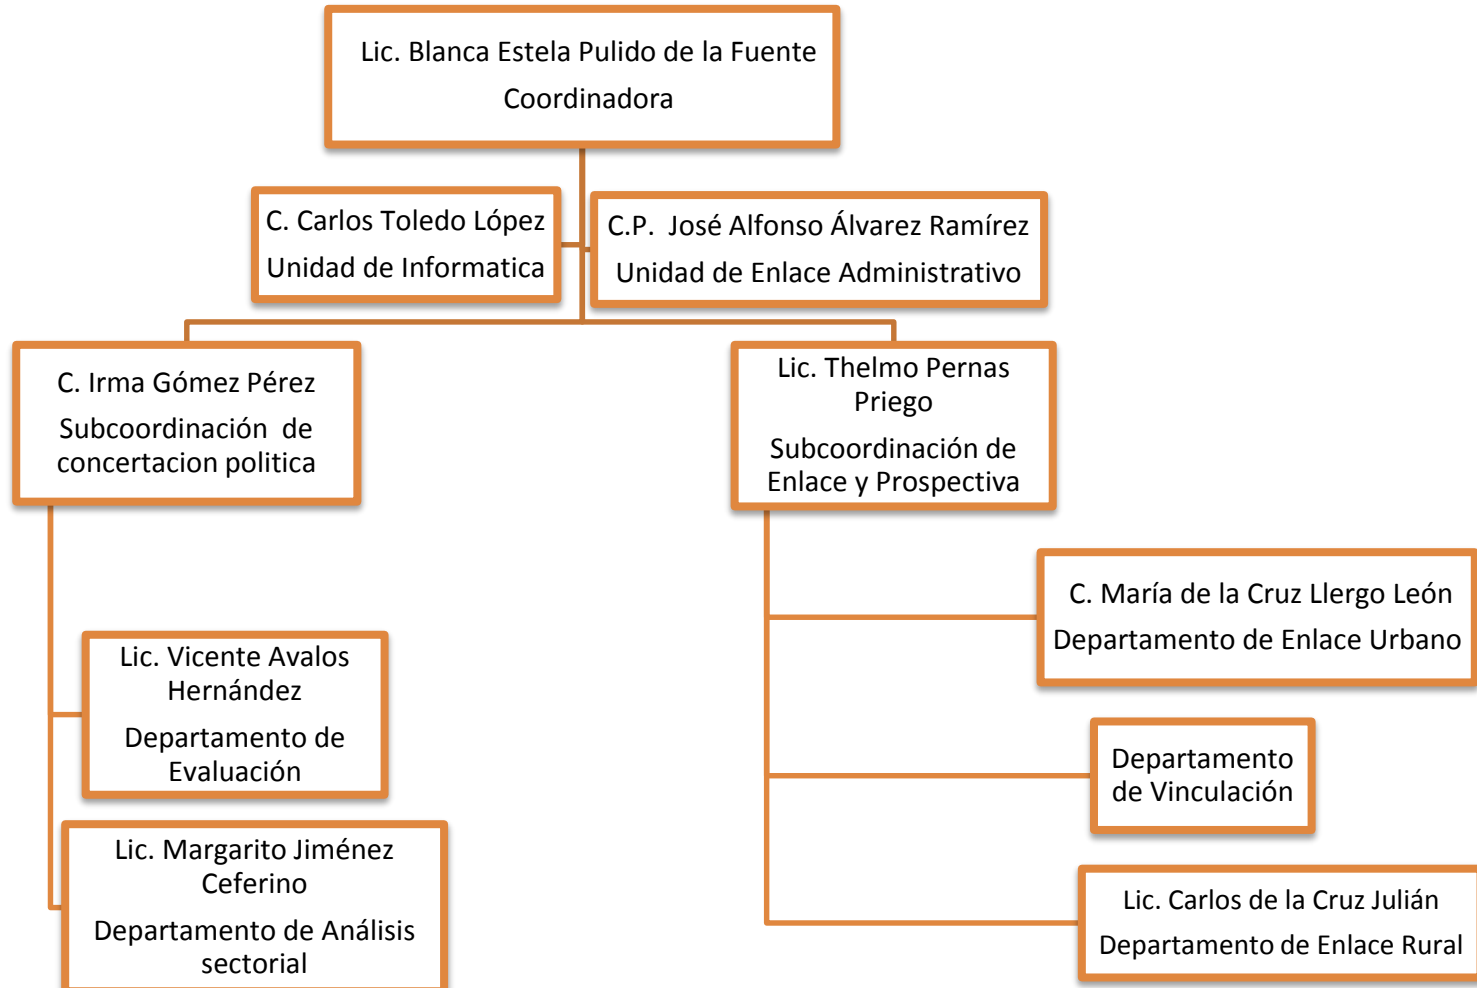 Lic. Blanca Estela Pulido de la Fuente
Coordinadora
C. Carlos Toledo López
Unidad de Informatica
C.P.  José Alfonso Álvarez Ramírez
Unidad de Enlace Administrativo
C. Irma Gómez Pérez
Subcoordinación  de
concertacion politica
Lic. Thelmo Pernas
Priego
Subcoordinación de
Enlace y Prospectiva
C. María de la Cruz Llergo León
Departamento de Enlace Urbano
Lic. Vicente Avalos
Hernández
Departamento de
Evaluación
Departamento
de Vinculación
Lic. Margarito Jiménez
Ceferino
Departamento de Análisis
sectorial
Lic. Carlos de la Cruz Julián
Departamento de Enlace Rural